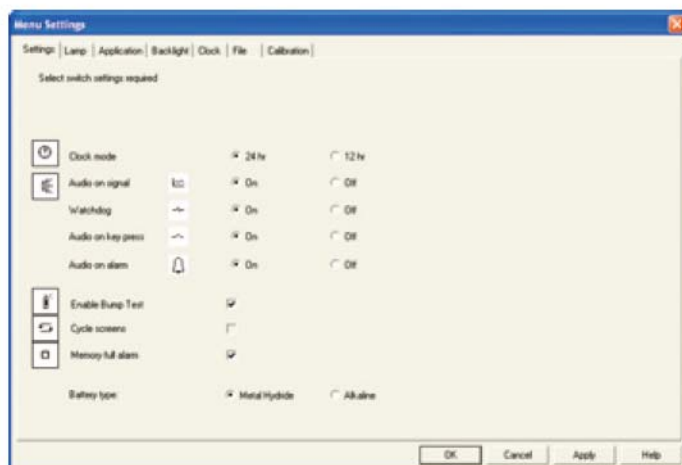 Menu Settings
Settings Lamp Application Backlight Clock File Calibration
Select switch settings required
Clock mode 24 hr 12 hr
Audio on signal On Off
Watchdog On Off
Audio on key press On Off
Audio on alarm On Off
Enable Bump Test
Cycle screens
Memory full alarm
Battery type: Metal Hydride Alkaline
OK Cancel Apply Help